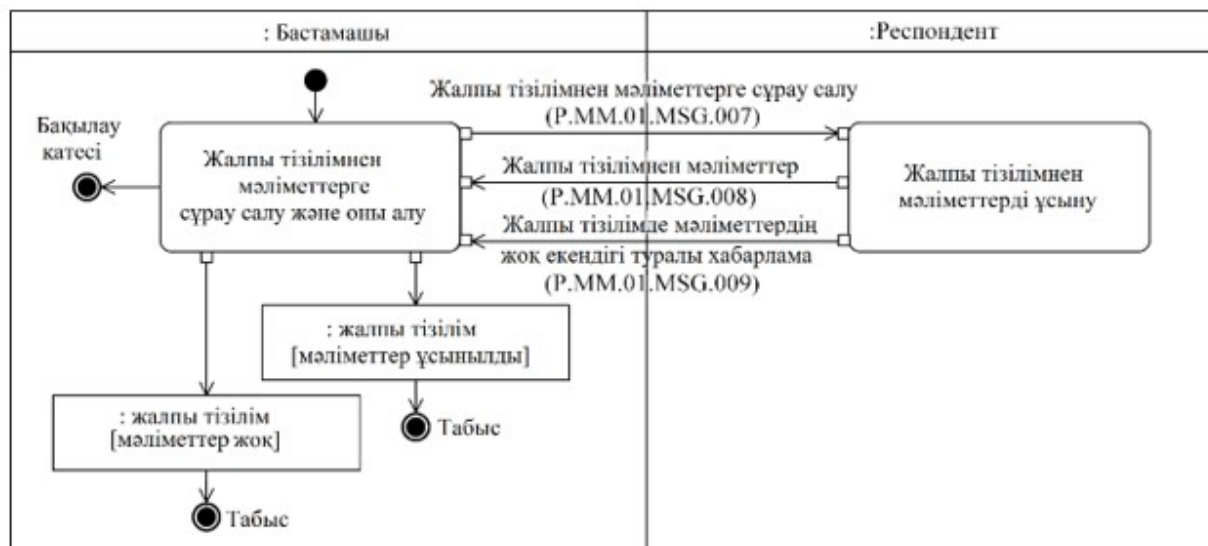 : Бастамашы
:Респондент
Жалпы тізілімнен мәліметтерге сұрау салу
(P.MM.01.MSG.007)
Бақылау
қатесі
Жалпы тізілімнен
мәліметтерге
сұрау салу және оны алу
Жалпы тізілімнен мәліметтер
(P.MM.01.MSG.008)
Жалпы тізілімде мәліметтердің
жоқ екендігі туралы хабарлама
(P.MM.01.MSG.009)
Жалпы тізілімнен
мәліметтерді ұсыну
: жалпы тізілім
[мәліметтер ұсынылды]
Табыс
: жалпы тізілім
[мәліметтер жоқ]
Табыс